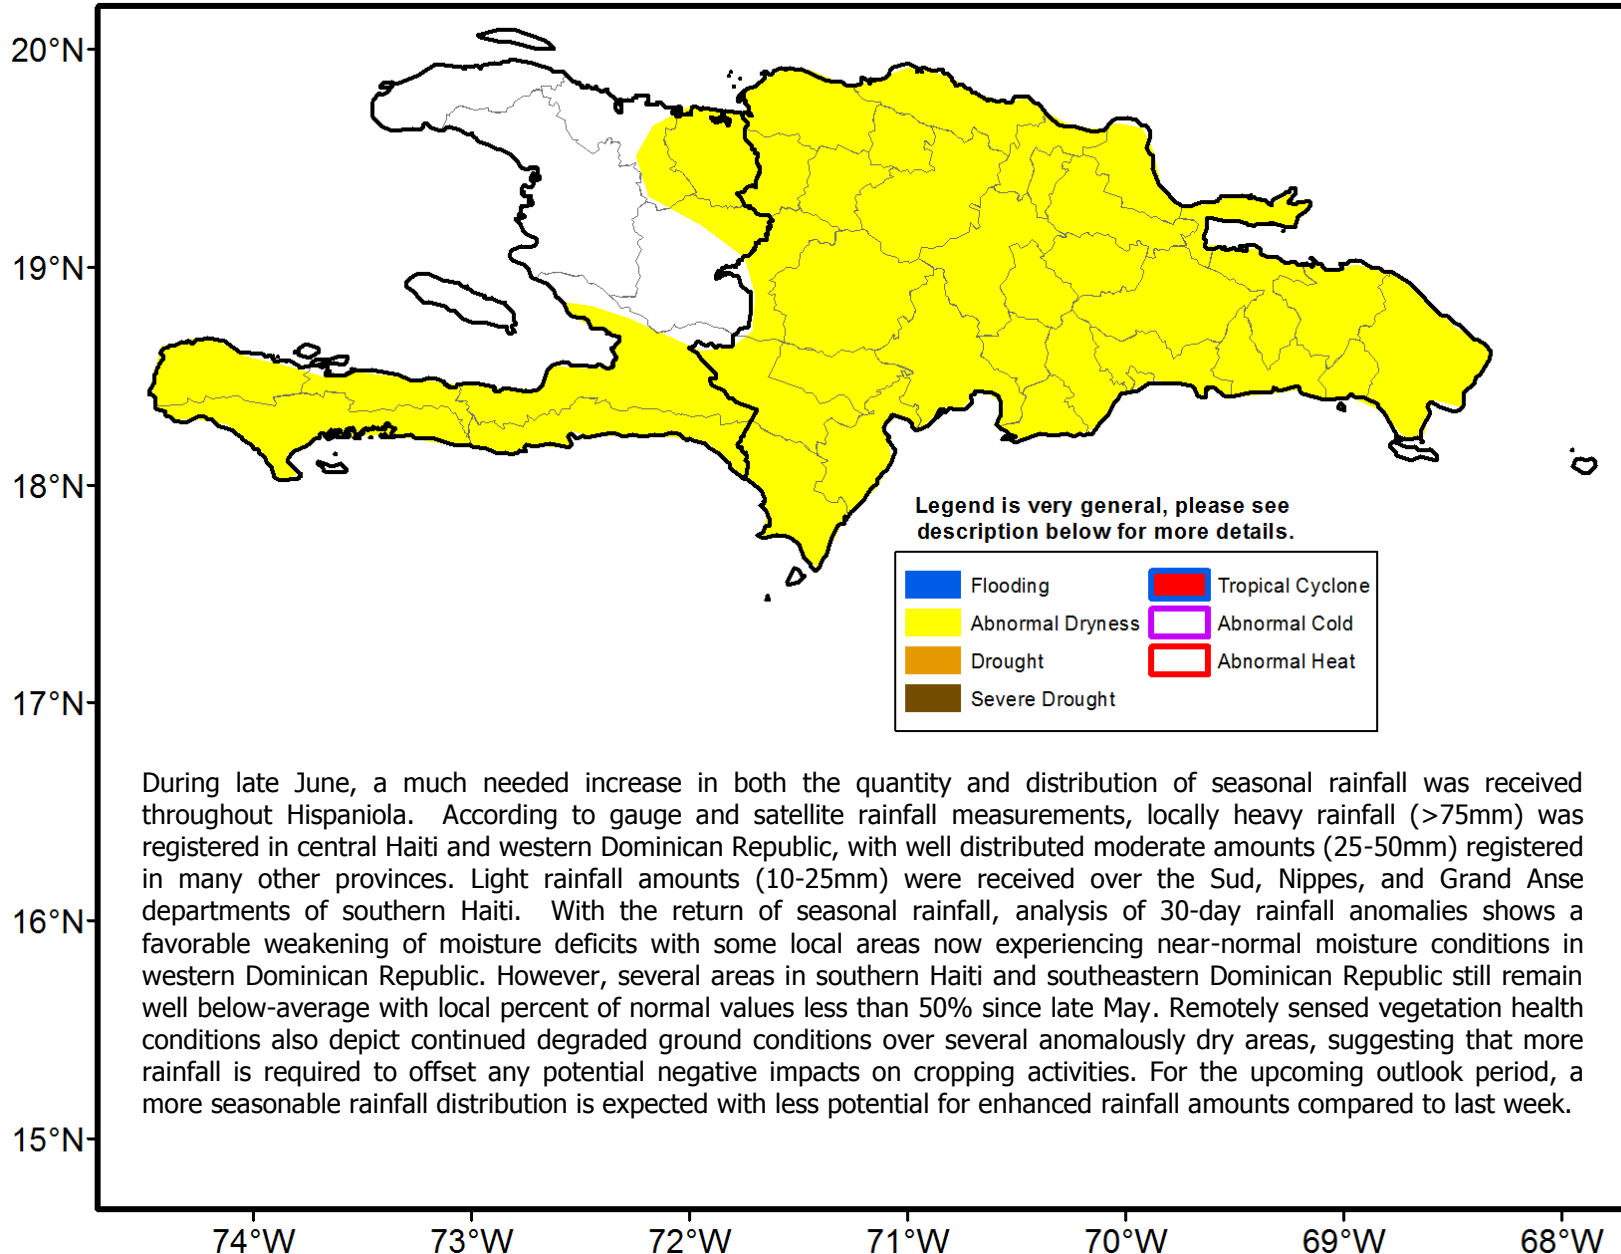 20°N
19°N
18°N
17°N
16°N
15°N
Legend is very general, please see
description below for more details.
Flooding
Tropical Cyclone
Abnormal Dryness
Abnormal Cold
Drought
Abnormal Heat
Severe Drought
During late June, a much needed increase in both the quantity and distribution of seasonal rainfall was received
throughout Hispaniola. According to gauge and satellite rainfall measurements, locally heavy rainfall (>75mm) was
registered in central Haiti and western Dominican Republic, with well distributed moderate amounts (25-50mm) registered
in many other provinces. Light rainfall amounts (10-25mm) were received over the Sud, Nippes, and Grand Anse
departments of southern Haiti. With the return of seasonal rainfall, analysis of 30-day rainfall anomalies shows a
favorable weakening of moisture deficits with some local areas now experiencing near-normal moisture conditions in
western Dominican Republic. However, several areas in southern Haiti and southeastern Dominican Republic still remain
well below-average with local percent of normal values less than 50% since late May. Remotely sensed vegetation health
conditions also depict continued degraded ground conditions over several anomalously dry areas, suggesting that more
rainfall is required to offset any potential negative impacts on cropping activities. For the upcoming outlook period, a
more seasonable rainfall distribution is expected with less potential for enhanced rainfall amounts compared to last week.
74°W
73°W
72°W
71°W
70°W
69°W
68°W